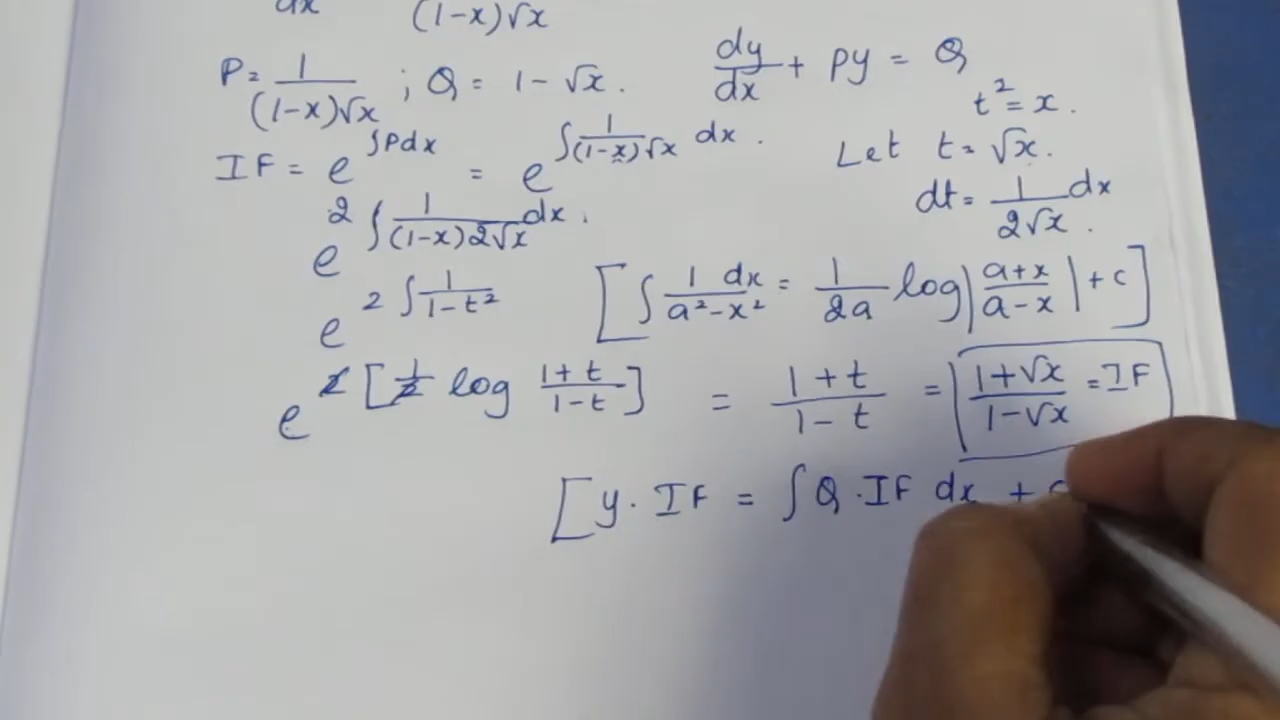 dx (1-x)√x
P = 1/(1-x)√x ; Q = 1 - √x . dy/dx + py = Q
t² = x .
IF = e^∫Pdx = e^∫1/(1-x)√x dx . Let t = √x .
e^2∫1/(1-x)2√x dx . dt = 1/2√x dx .
e^2∫1/1-t² [∫ 1 dx/a²-x² = 1/2a log|a+x/a-x| + c]
e^2[1/2 log 1+t/1-t] = 1+t/1-t = 1+√x/1-√x = IF
[y . IF = ∫Q . IF dx + c